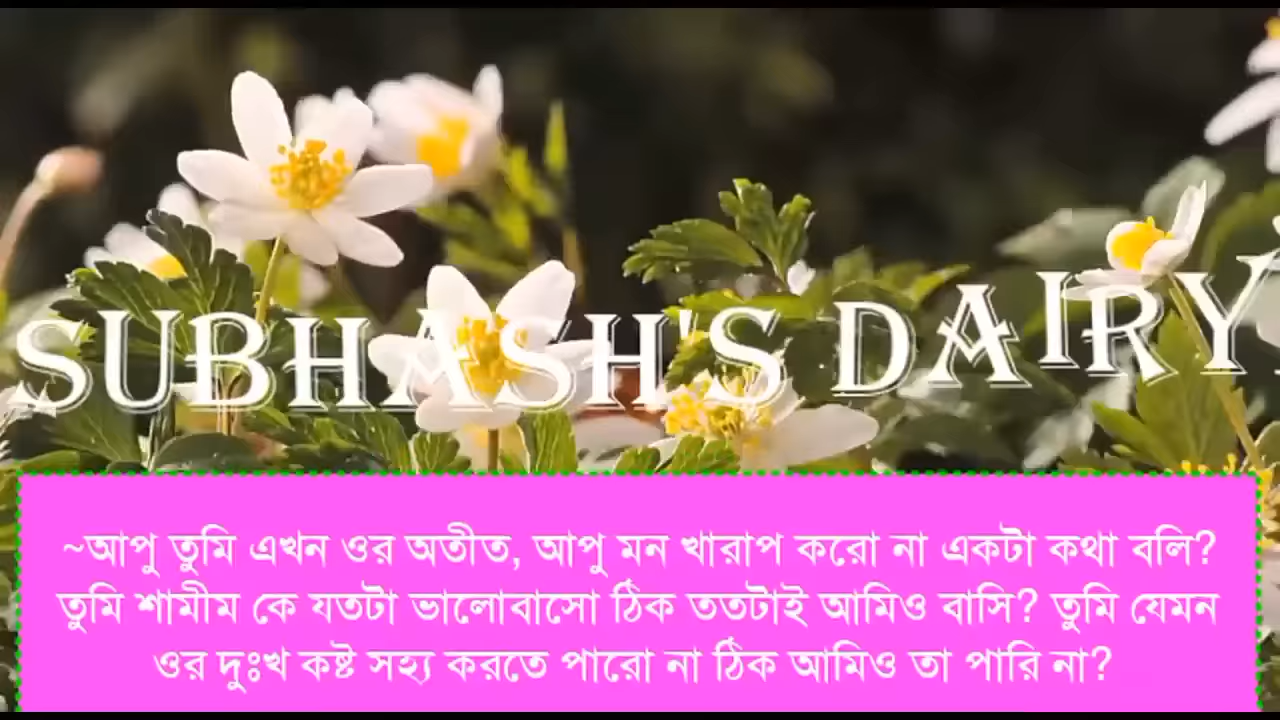 SUBHASH'S DAIRY
~আপু তুমি এখন ওর অতীত, আপু মন খারাপ করো না একটা কথা বলি?
তুমি শামীম কে যতটা ভালোবাসো ঠিক ততটাই আমিও বাসি? তুমি যেমন
ওর দুঃখ কষ্ট সহ্য করতে পারো না ঠিক আমিও তা পারি না?